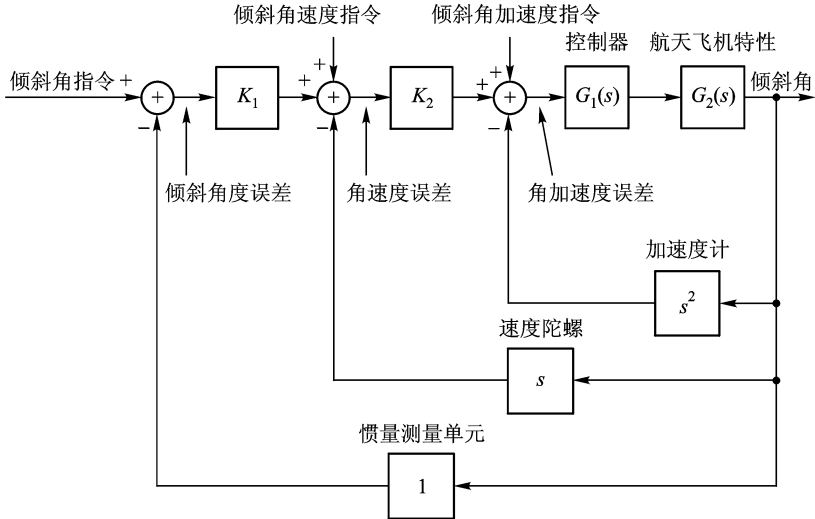 倾斜角速度指令
倾斜角加速度指令
控制器
航天飞机特性
倾斜角指令 +
+
−
K₁
+
+
+
−
K₂
+
+
+
−
G₁(s)
G₂(s)
倾斜角
+
倾斜角度误差
角速度误差
角加速度误差
加速度计
s²
速度陀螺
s
惯量测量单元
1